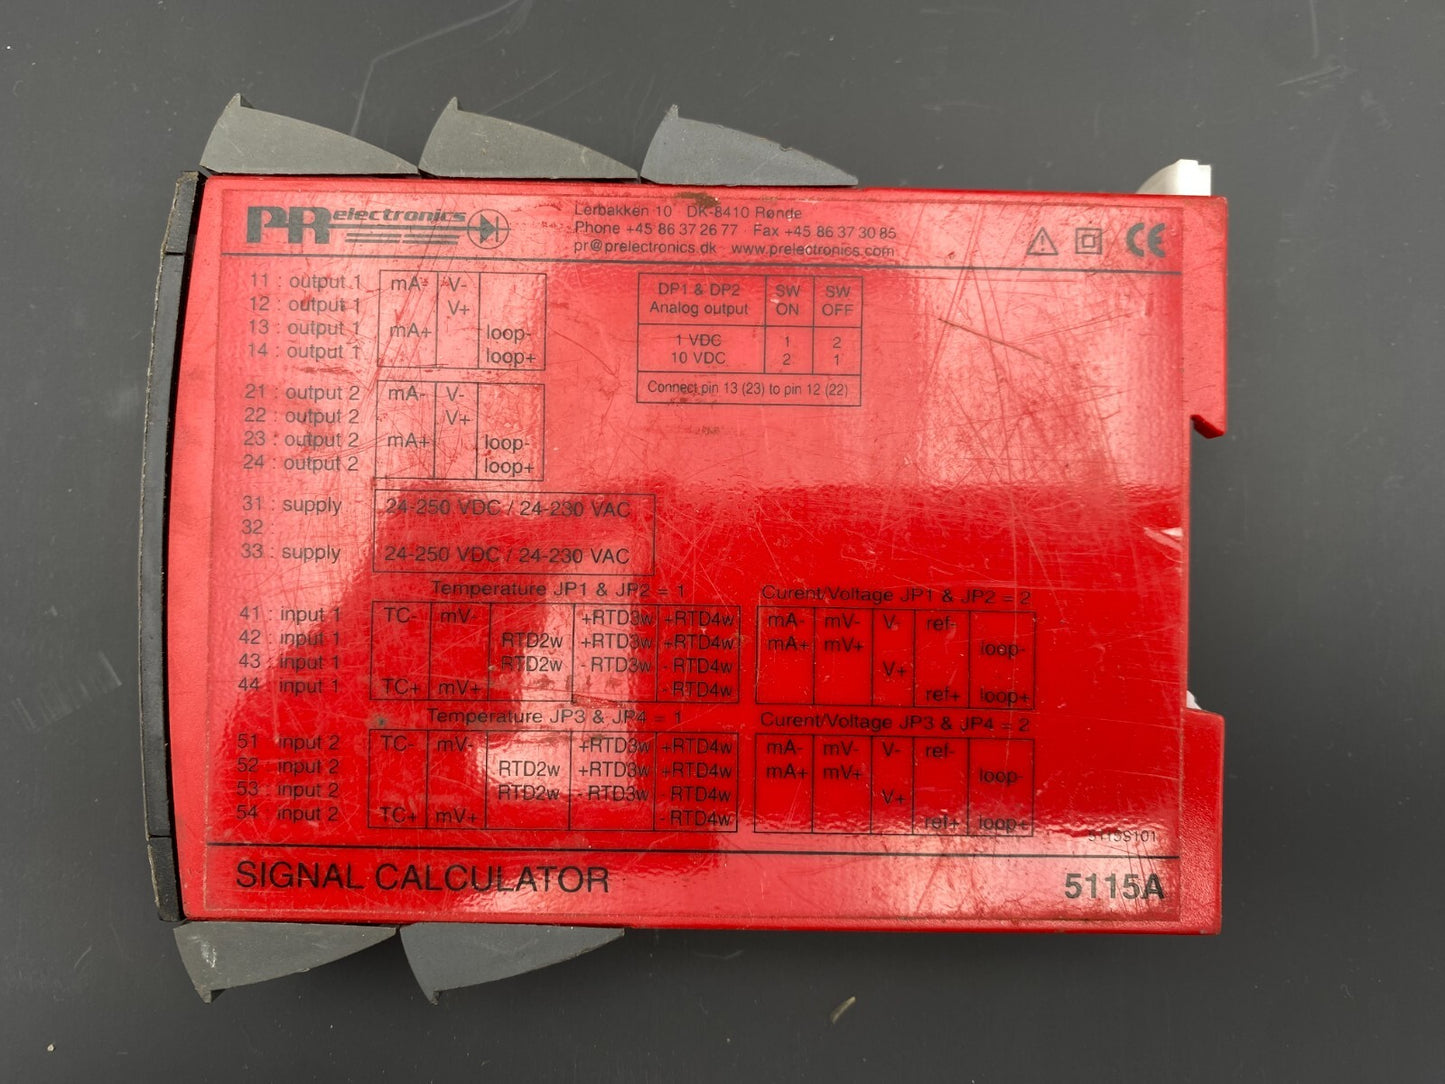 PR electronics
Lerbakken 10 · DK-8410 Rønde
Phone +45 86 37 26 77 · Fax +45 86 37 30 85
pr@prelectronics.dk · www.prelectronics.com
CE
11 : output 1 mA- V-
12 : output 1 V+
13 : output 1 mA+ loop-
14 : output 1 loop+
DP1 & DP2 SW SW
Analog output ON OFF
1 VDC 1 2
10 VDC 2 1
Connect pin 13 (23) to pin 12 (22)
21 : output 2 mA- V-
22 : output 2 V+
23 : output 2 mA+ loop-
24 : output 2 loop+
31 : supply 24-250 VDC / 24-230 VAC
32 :
33 : supply 24-250 VDC / 24-230 VAC
Temperature JP1 & JP2 = 1 Curent/Voltage JP1 & JP2 = 2
41 : input 1 TC- mV- +RTD3w +RTD4w mA- mV- V- ref-
42 : input 1 RTD2w +RTD3w +RTD4w mA+ mV+ loop-
43 : input 1 RTD2w -RTD3w -RTD4w V+
44 : input 1 TC+ mV+ -RTD4w ref+ loop+
Temperature JP3 & JP4 = 1 Curent/Voltage JP3 & JP4 = 2
51 : input 2 TC- mV- +RTD3w +RTD4w mA- mV- V- ref-
52 : input 2 RTD2w +RTD3w +RTD4w mA+ mV+ loop-
53 : input 2 RTD2w -RTD3w -RTD4w V+
54 : input 2 TC+ mV+ -RTD4w ref+ loop+
5115S101
SIGNAL CALCULATOR 5115A